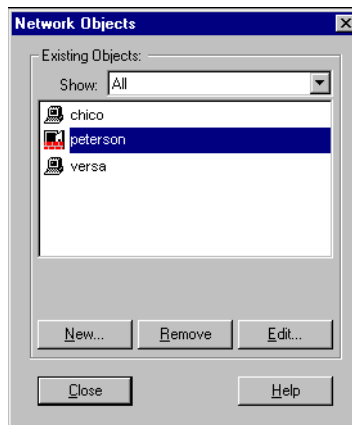 Network Objects
Existing Objects:
Show: All
chico
peterson
versa
New... Remove Edit...
Close Help